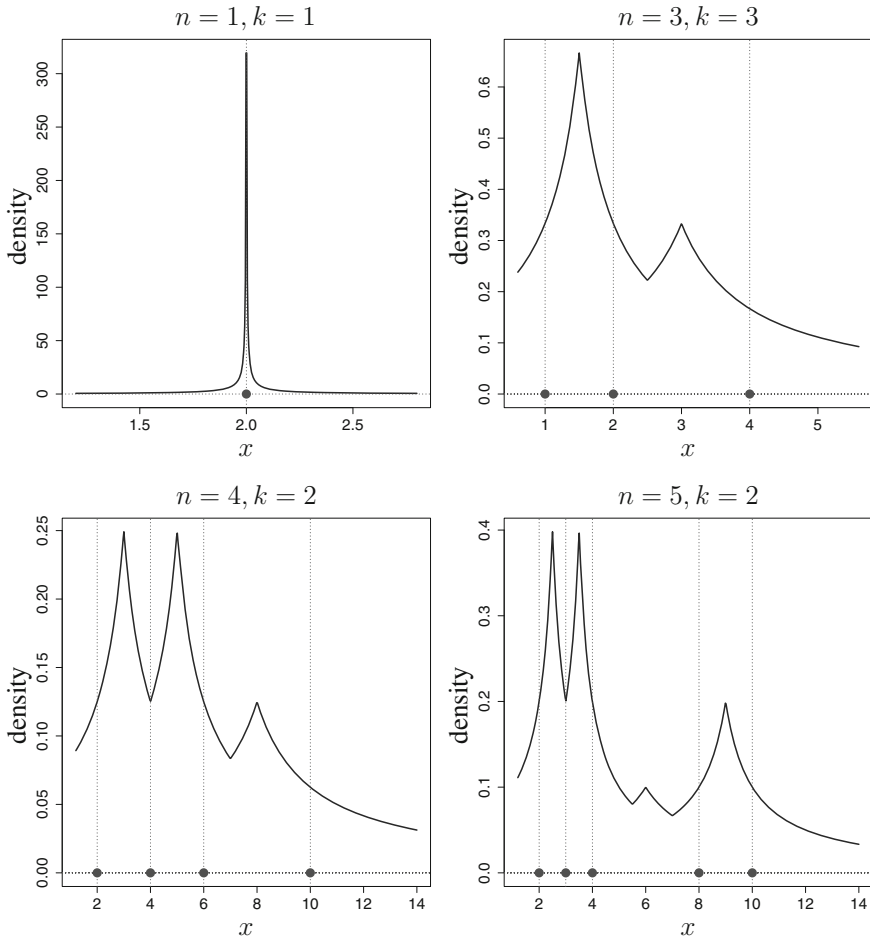 n = 1, k = 1
density
300
250
200
150
100
50
0
1.5 2.0 2.5
x
n = 3, k = 3
density
0.6
0.5
0.4
0.3
0.2
0.1
0.0
1 2 3 4 5
x
n = 4, k = 2
density
0.25
0.20
0.15
0.10
0.05
0.00
2 4 6 8 10 12 14
x
n = 5, k = 2
density
0.4
0.3
0.2
0.1
0.0
2 4 6 8 10 12 14
x